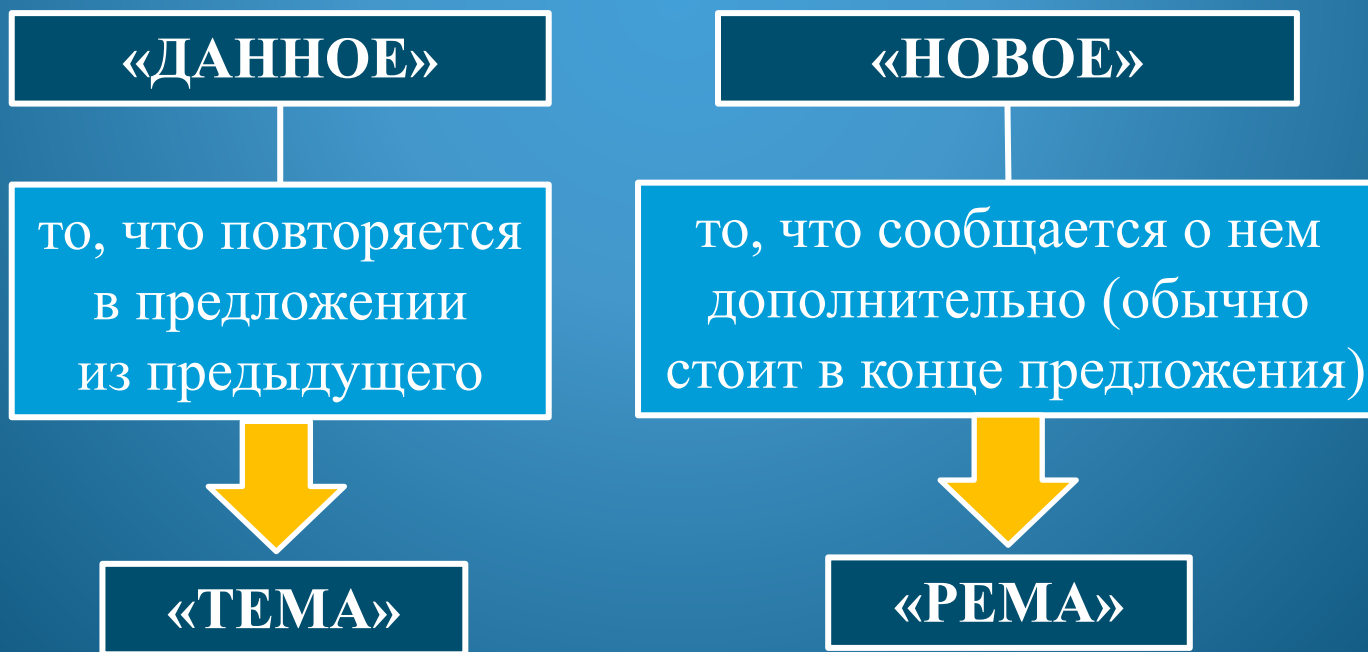 «ДАННОЕ»
то, что повторяется
в предложении
из предыдущего
«ТЕМА»
«НОВОЕ»
то, что сообщается о нем
дополнительно (обычно
стоит в конце предложения)
«РЕМА»